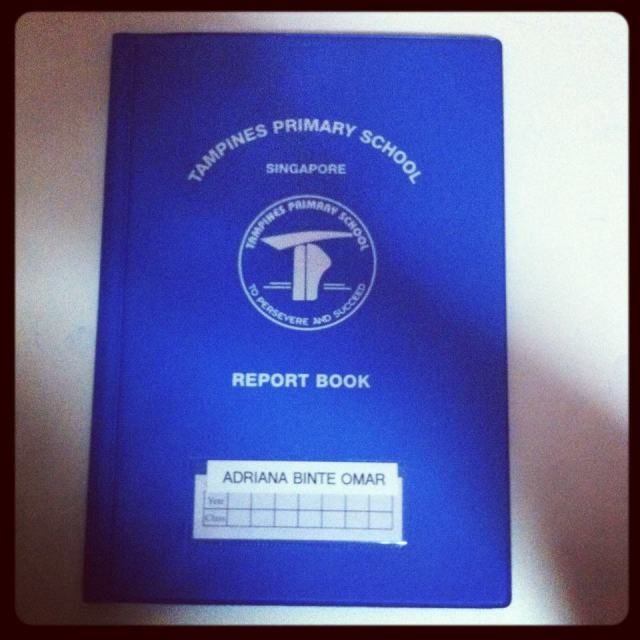 TAMPINES PRIMARY SCHOOL
SINGAPORE
TAMPINES PRIMARY SCHOOL
TO PERSEVERE AND SUCCEED
REPORT BOOK
ADRIANA BINTE OMAR
Year
Class